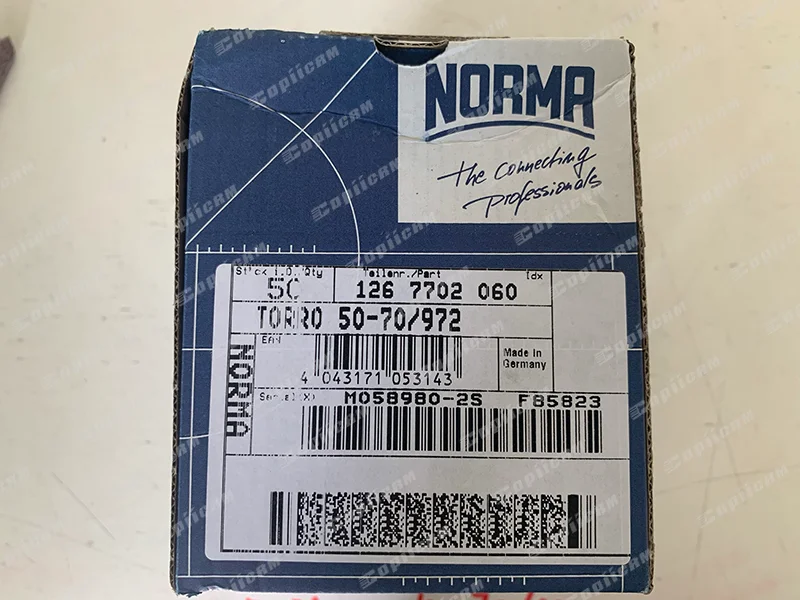 NORMA
The Connecting
Professionals
Stück I.D./Qty Teilenr./Part Idx
50 126 7702 060
TORRO 50-70/972
EAN
4 043171 053143
Made in
Germany
NORMA
Serial(X) M058980-2S F85823
Copiicam